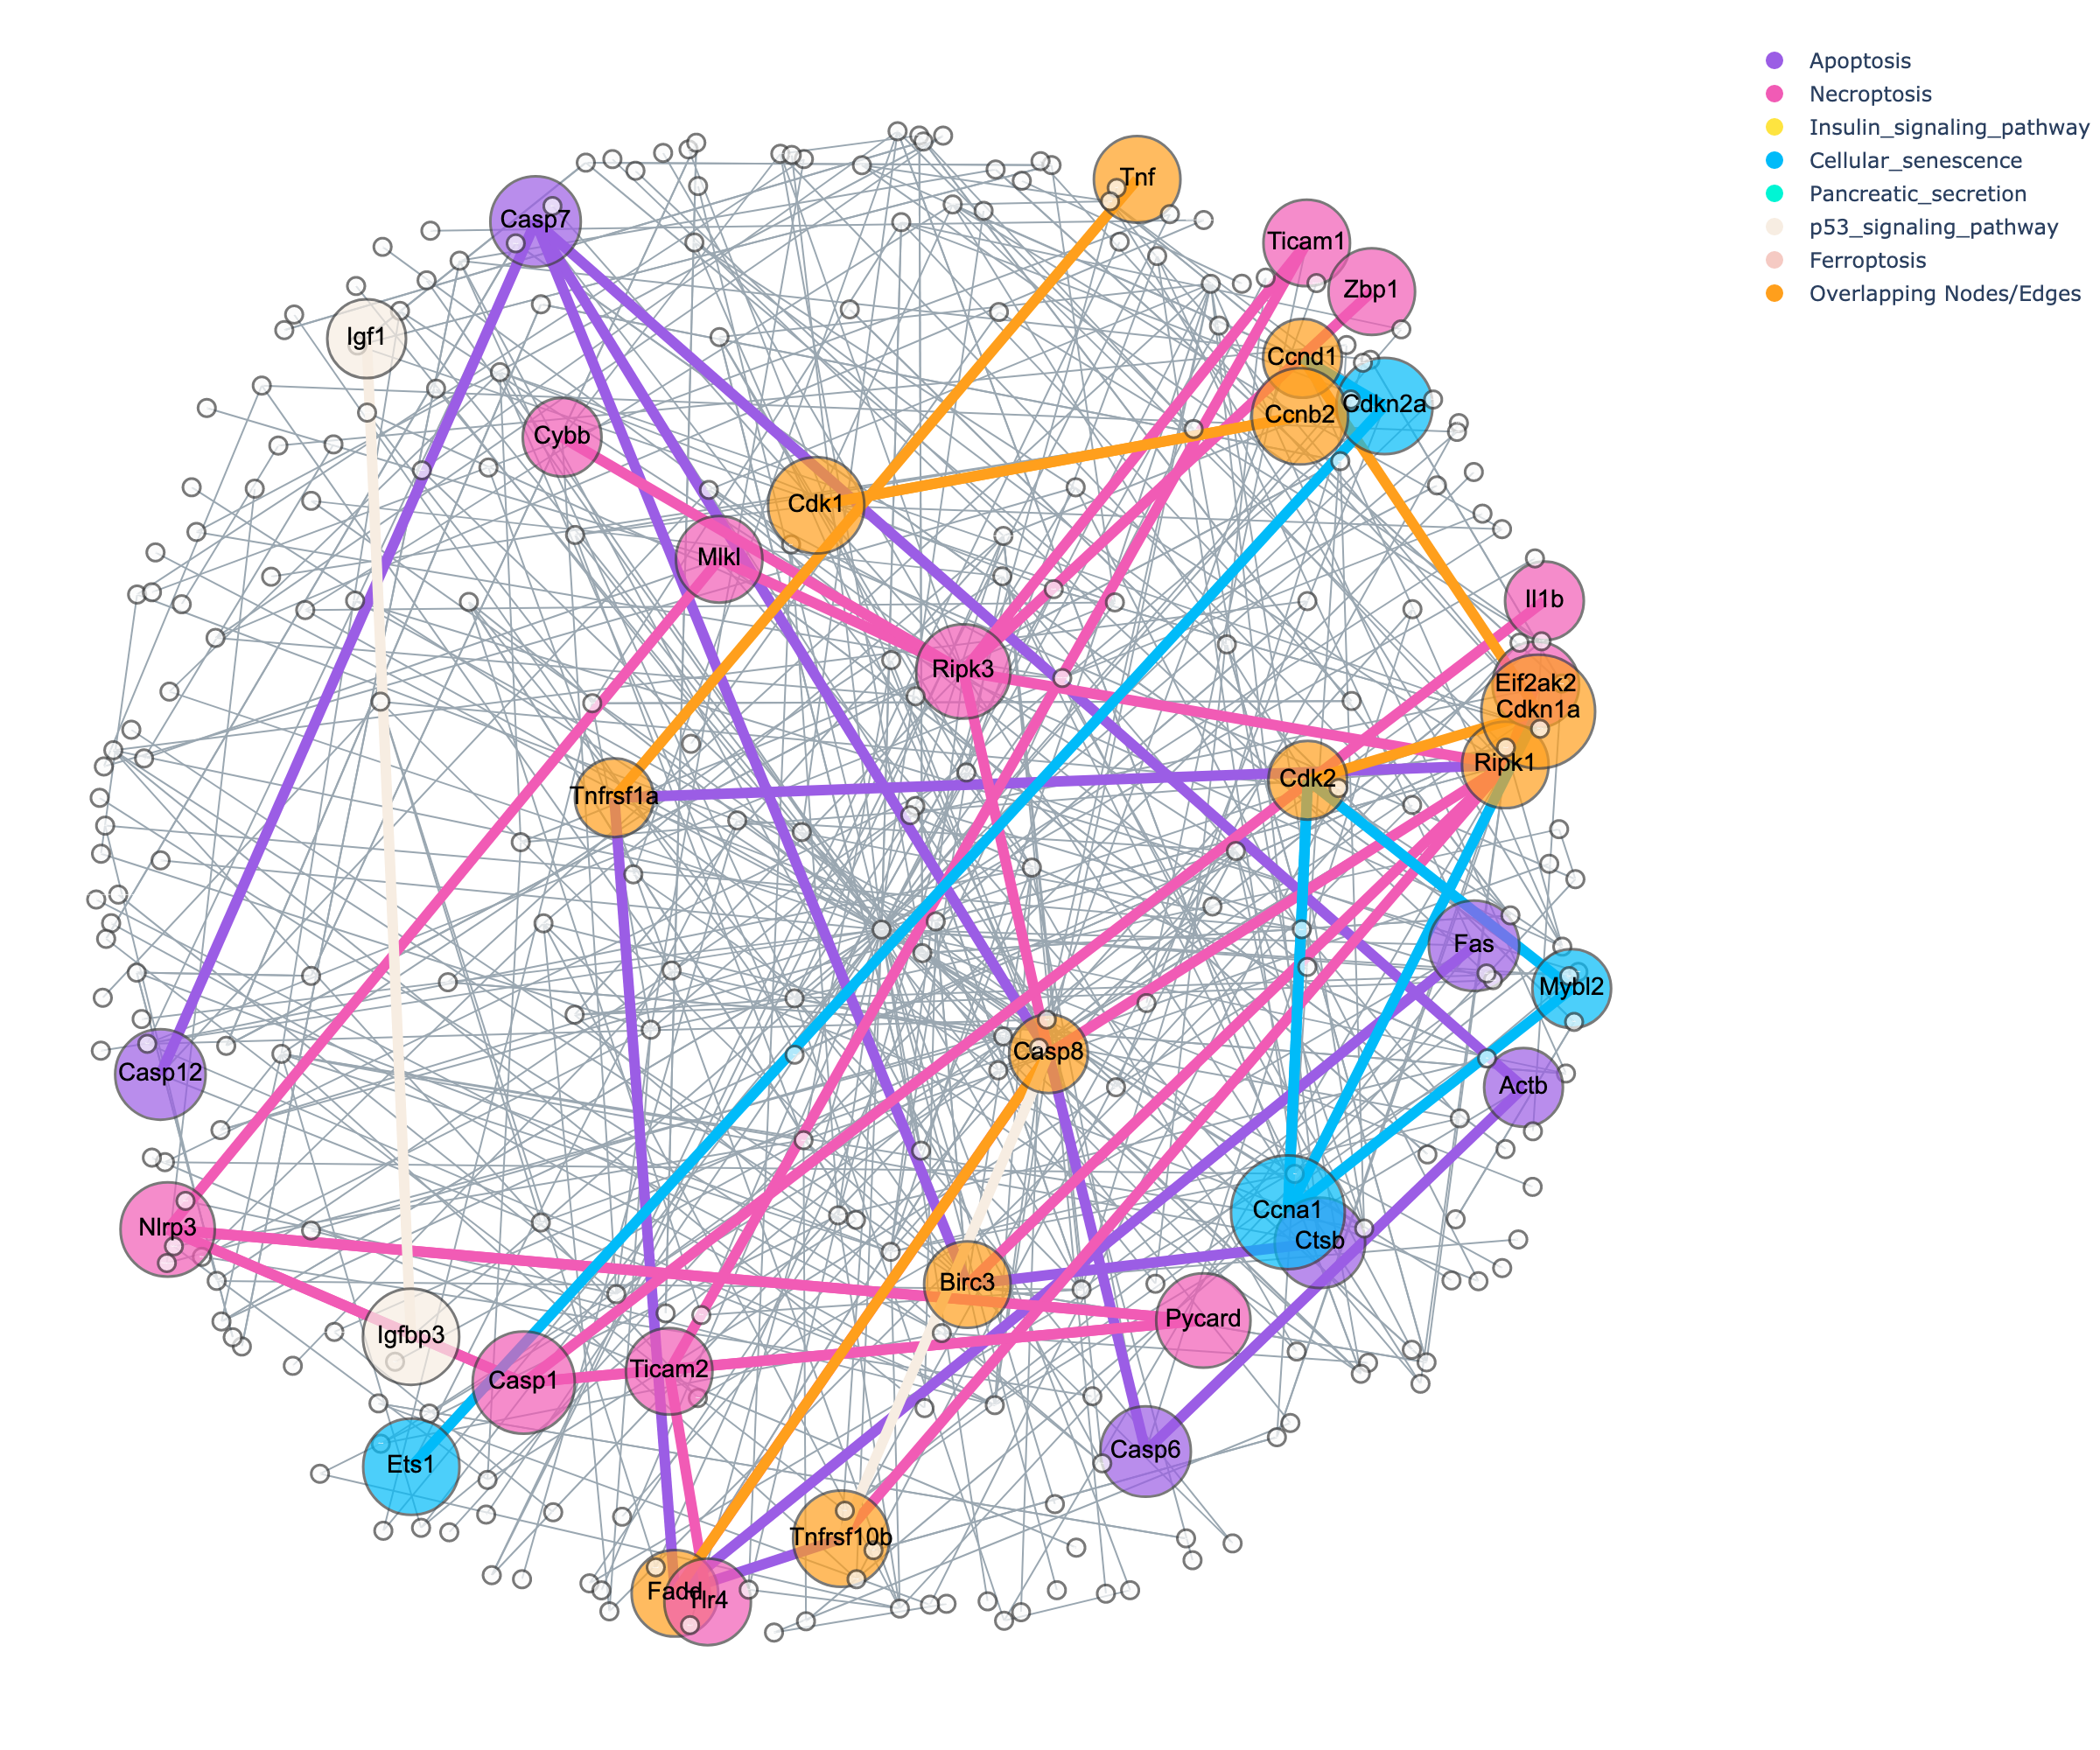 Apoptosis
Necroptosis
Insulin_signaling_pathway
Cellular_senescence
Pancreatic_secretion
p53_signaling_pathway
Ferroptosis
Overlapping Nodes/Edges
Tnf
Casp7
Ticam1
Zbp1
Igf1
Ccnd1
Cdkn2a
Ccnb2
Cybb
Cdk1
Mlkl
Il1b
Ripk3
Eif2ak2
Cdkn1a
Ripk1
Cdk2
Tnfrsf1a
Fas
Mybl2
Casp8
Casp12
Actb
Ccna1
Nlrp3
Ctsb
Birc3
Pycard
Igfbp3
Ticam2
Casp1
Casp6
Ets1
Tnfrsf10b
Fadd
Tlr4